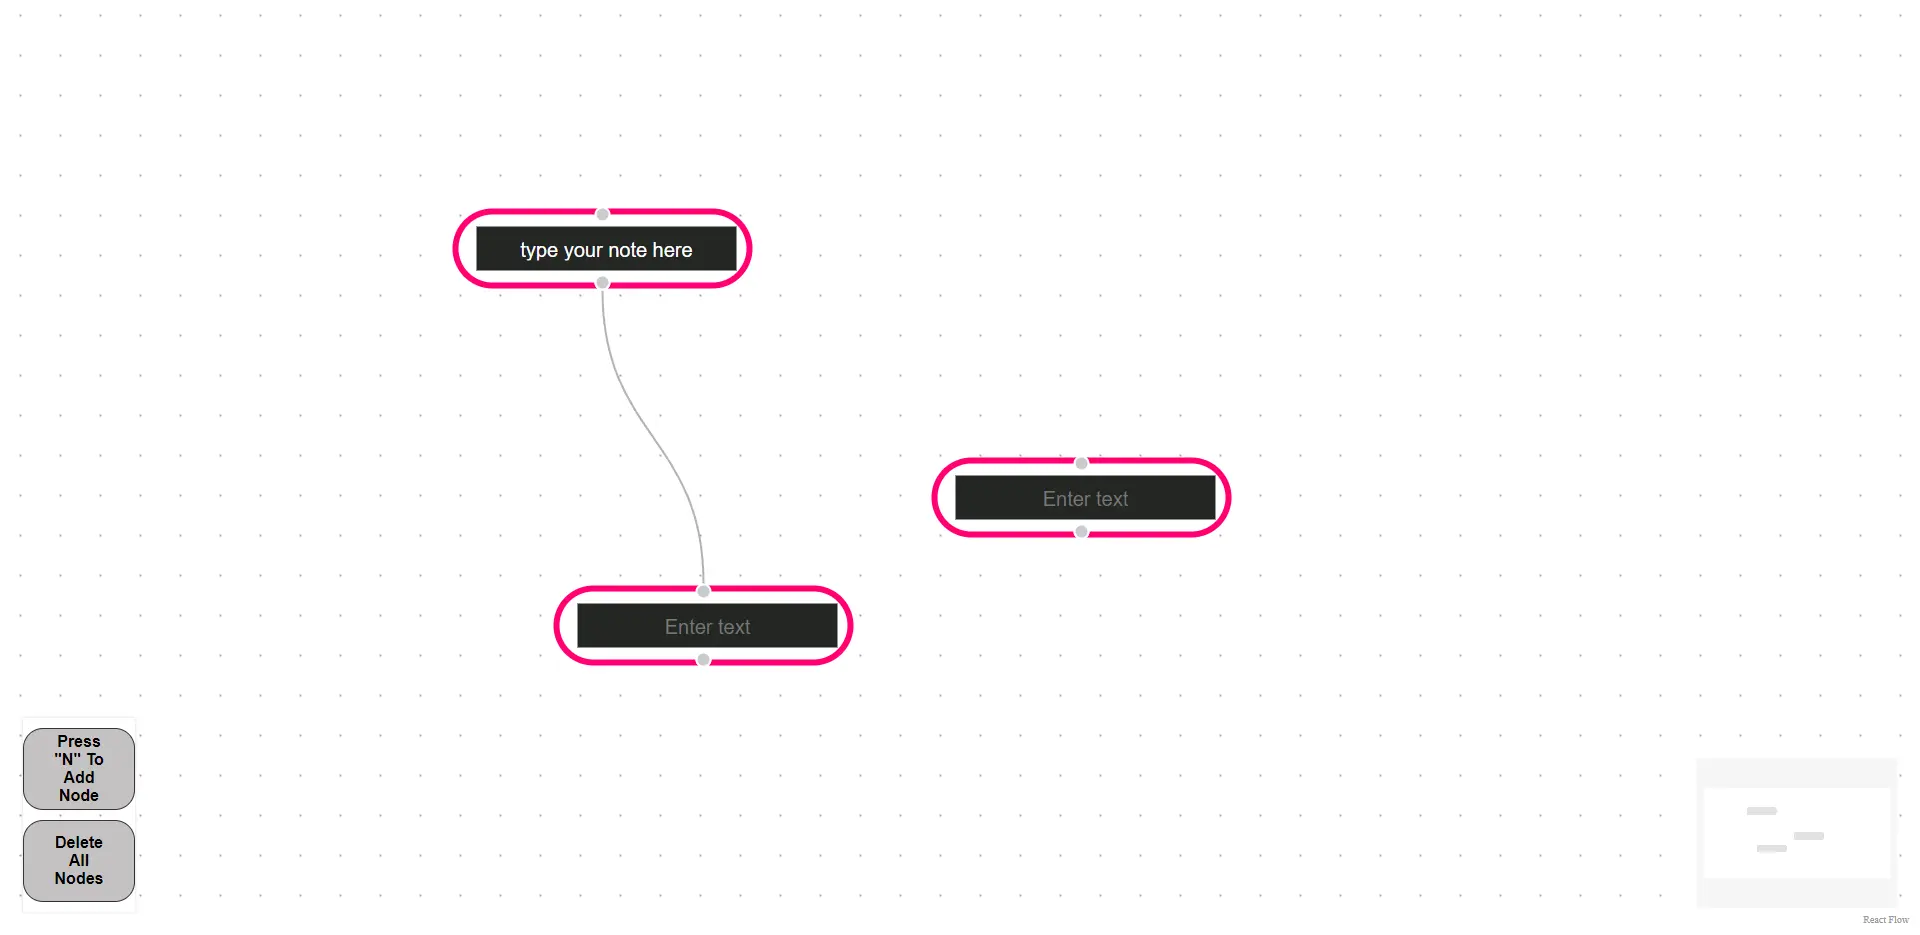 type your note here
Enter text
Enter text
Press
"N" To
Add
Node
Delete
All
Nodes
React Flow